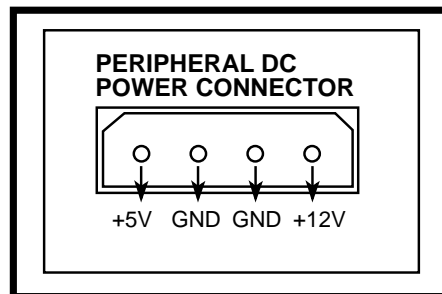 PERIPHERAL DC
POWER CONNECTOR
+5V GND GND +12V